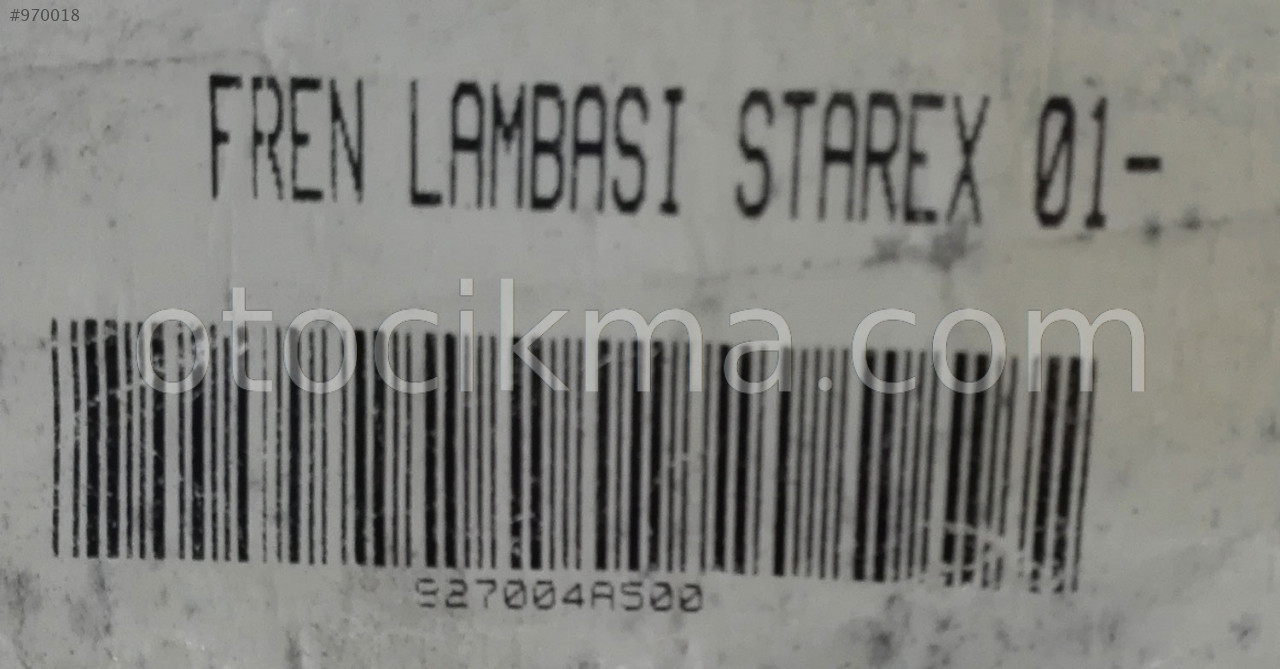 #970018
FREN LAMBASI STAREX 01-
otocikma.com
927004A500